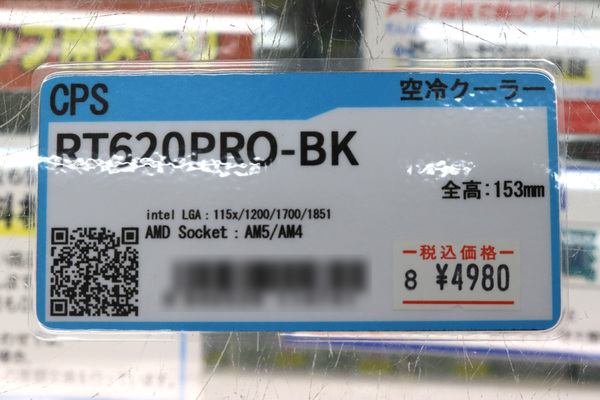 CPS
空冷クーラー
RT620PRO-BK
全高:153mm
intel LGA : 115x/1200/1700/1851
AMD Socket : AM5/AM4
税込価格
8 ¥4980